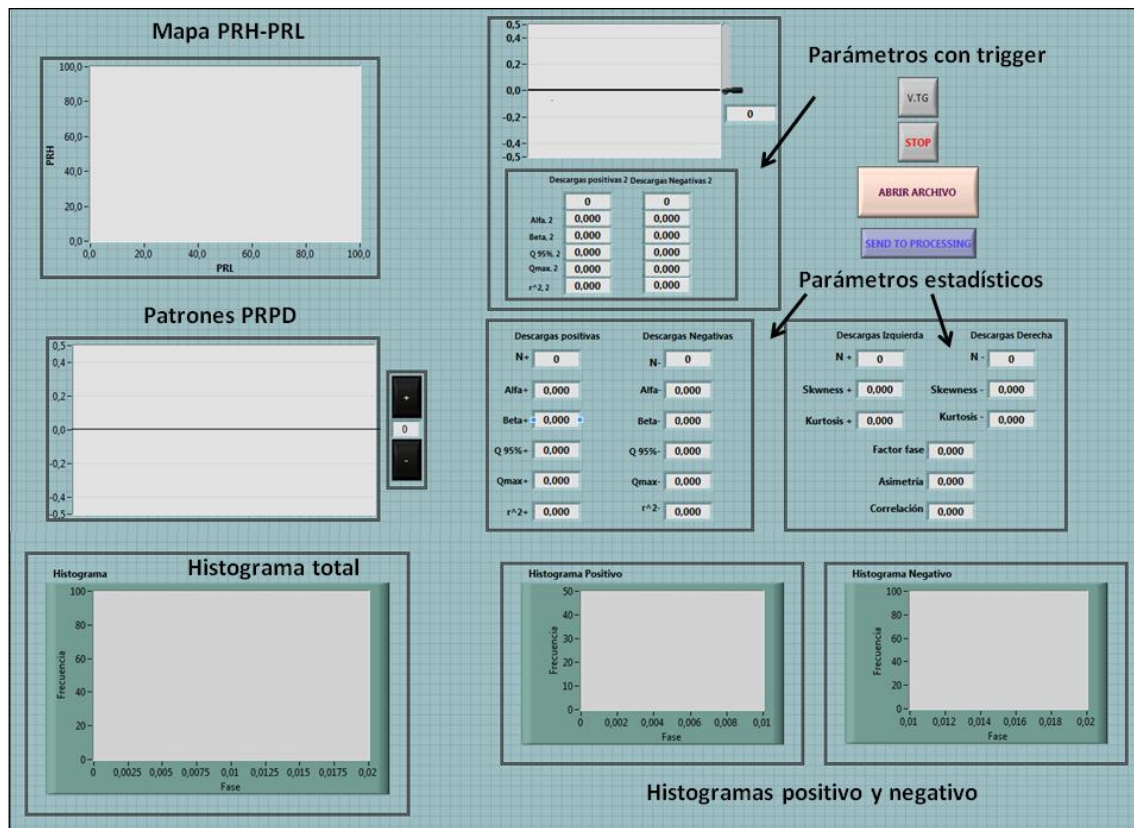 Mapa PRH-PRL
100,0
80,0
60,0
40,0
20,0
0,0
PRH
0,0 20,0 40,0 60,0 80,0 100,0
PRL
0,5
0,4
0,2
0,0
-0,2
-0,4
-0,5
0
Parámetros con trigger
V.TG
STOP
ABRIR ARCHIVO
SEND TO PROCESSING
Descargas positivas 2 Descargas Negativas 2
0 0
Alfa. 2 0,000 0,000
Beta, 2 0,000 0,000
Q 95%. 2 0,000 0,000
Qmax. 2 0,000 0,000
r^2, 2 0,000 0,000
Parámetros estadísticos
Patrones PRPD
0,5
0,4
0,2
0,0
-0,2
-0,4
-0,5
+
0
-
Descargas positivas Descargas Negativas
N+ 0 N- 0
Alfa+ 0,000 Alfa- 0,000
Beta+ 0,000 Beta- 0,000
Q 95%+ 0,000 Q 95%- 0,000
Qmax+ 0,000 Qmax- 0,000
r^2+ 0,000 r^2- 0,000
Descargas Izquierda Descargas Derecha
N + 0 N - 0
Skwness + 0,000 Skewness - 0,000
Kurtosis + 0,000 Kurtosis - 0,000
Factor fase 0,000
Asimetría 0,000
Correlación 0,000
Histograma Histograma total
100
80
60
40
20
0
Frecuencia
0 0,0025 0,005 0,0075 0,01 0,0125 0,015 0,0175 0,02
Fase
Histograma Positivo
50
40
30
20
10
0
Frecuencia
0 0,002 0,004 0,006 0,008 0,01
Fase
Histograma Negativo
100
80
60
40
20
0
Frecuencia
0,01 0,012 0,014 0,016 0,018 0,02
Fase
Histogramas positivo y negativo